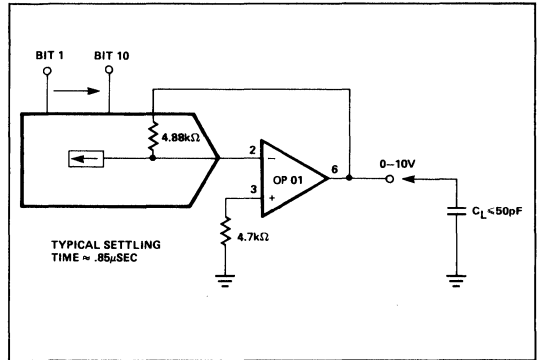 BIT 1 BIT 10
4.88kΩ
2
−
OP 01
6
0–10V
3
+
4.7kΩ
C_L ≤ 50pF
TYPICAL SETTLING
TIME ≈ .85μSEC